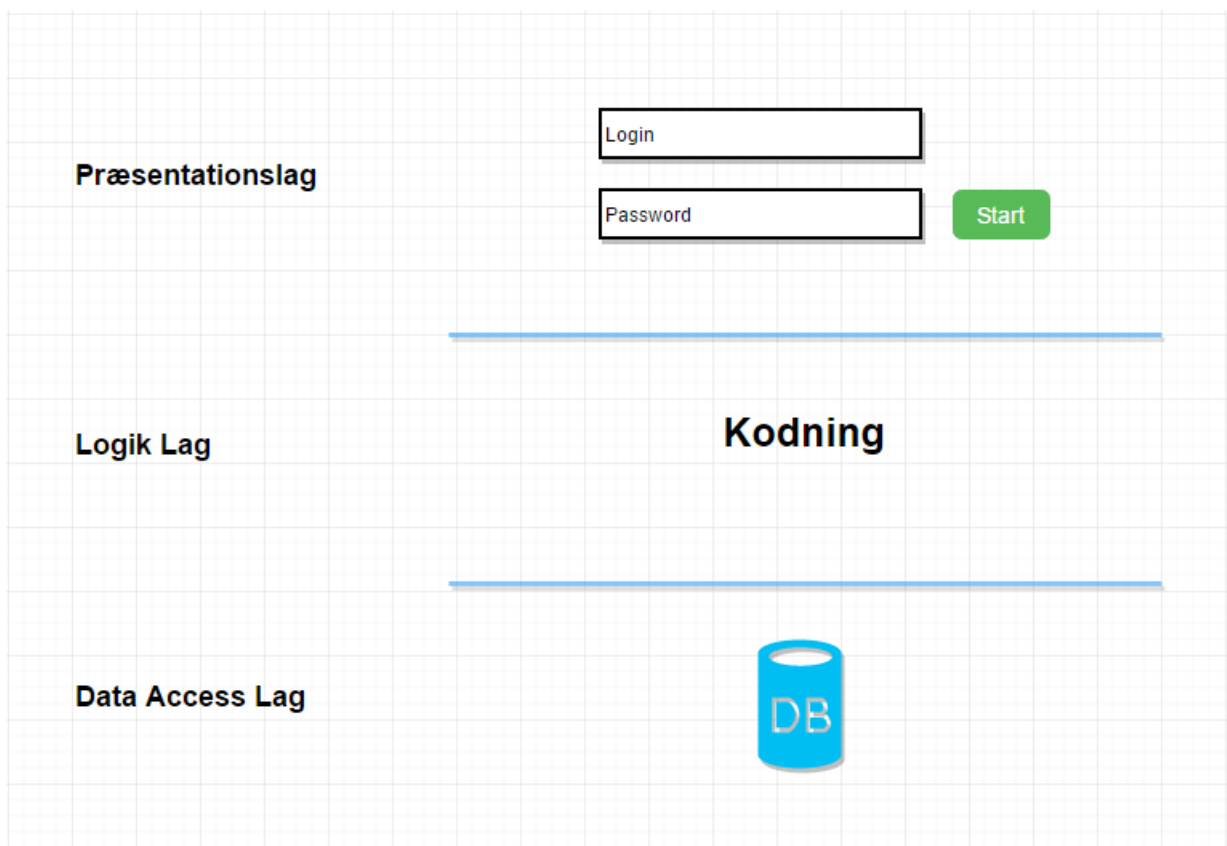 Præsentationslag
Login
Password
Start
Logik Lag
Kodning
Data Access Lag
DB